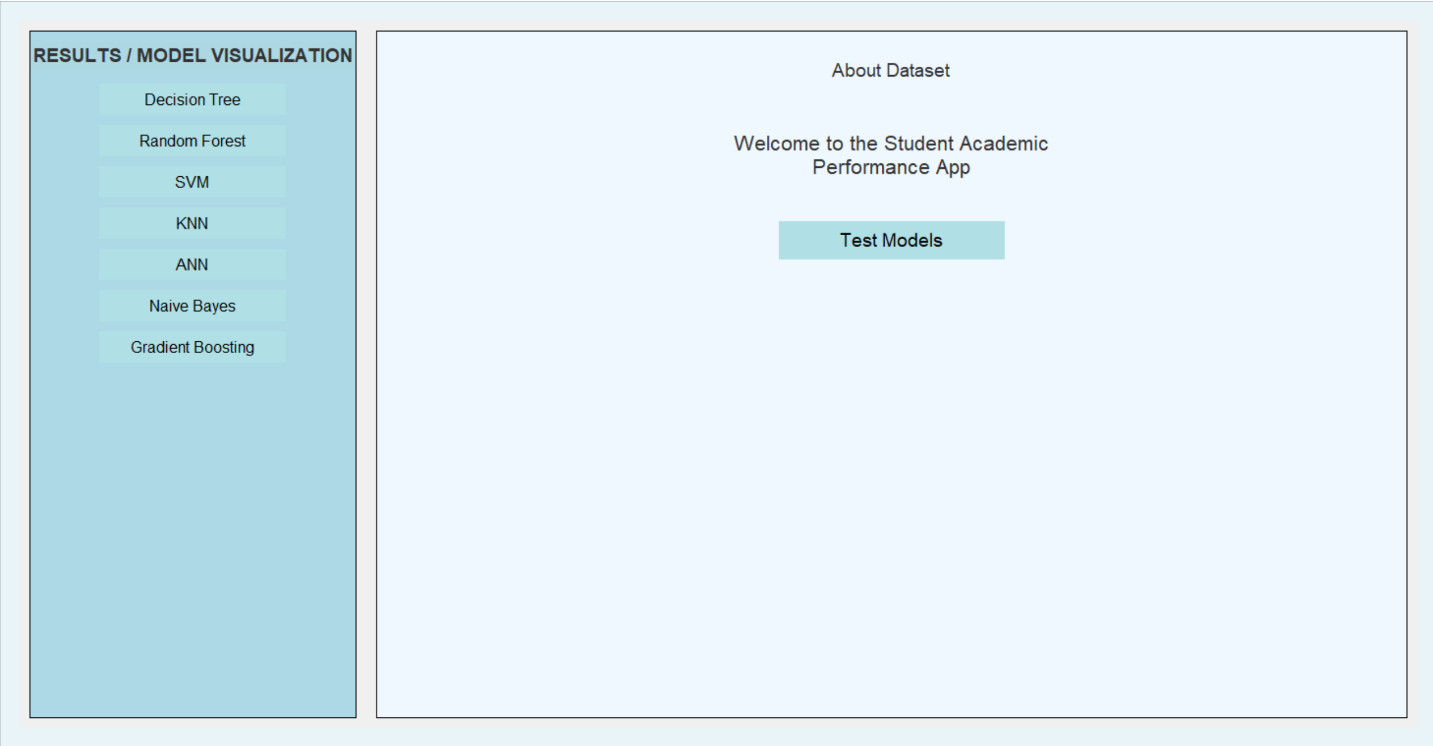 RESULTS / MODEL VISUALIZATION
Decision Tree
Random Forest
SVM
KNN
ANN
Naive Bayes
Gradient Boosting
About Dataset
Welcome to the Student Academic
Performance App
Test Models